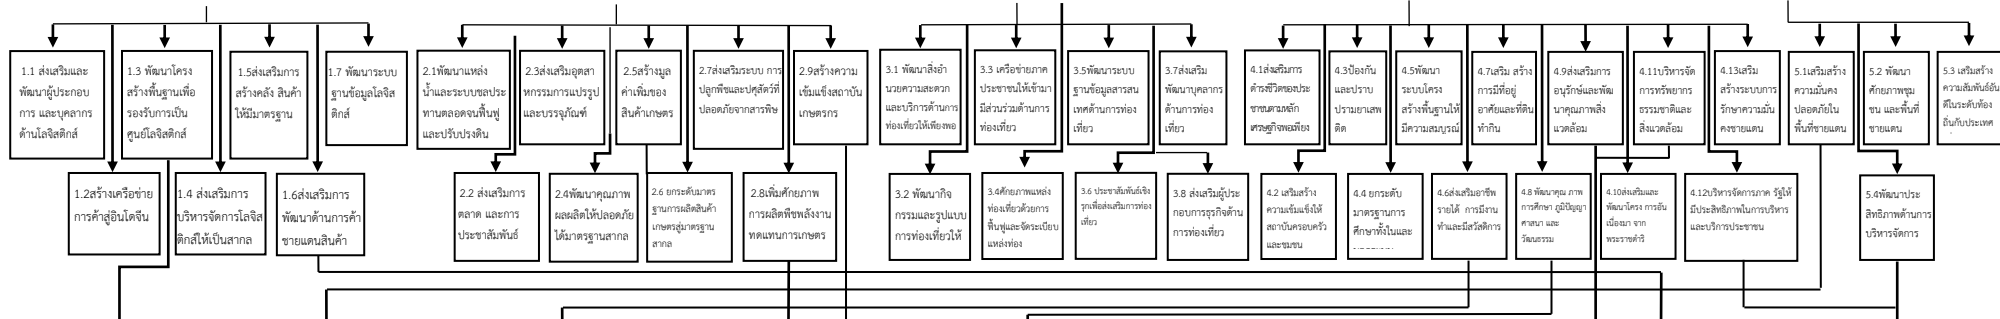 1.1 ส่งเสริมและ
พัฒนาผู้ประกอบ
การ และบุคลากร
ด้านโลจิสติกส์
1.3 พัฒนาโครง
สร้างพื้นฐานเพื่อ
รองรับการเป็น
ศูนย์โลจิสติกส์
1.5ส่งเสริมการ
สร้างคลัง สินค้า
ให้มีมาตรฐาน
1.7 พัฒนาระบบ
ฐานข้อมูลโลจิส
ติกส์
2.1พัฒนาแหล่ง
น้ำและระบบชลประ
ทานตลอดจนฟื้นฟู
และปรับปรุงดิน
2.3ส่งเสริมอุตสา
หกรรมการแปรรูป
และบรรจุภัณฑ์
2.5สร้างมูล
ค่าเพิ่มของ
สินค้าเกษตร
2.7ส่งเสริมระบบ การ
ปลูกพืชและปศุสัตว์ที่
ปลอดภัยจากสารพิษ
2.9สร้างความ
เข้มแข็งสถาบัน
เกษตรกร
3.1 พัฒนาสิ่งอำ
นวยความสะดวก
และบริการด้านการ
ท่องเที่ยวให้เพียงพอ
3.3 เครือข่ายภาค
ประชาชนให้เข้ามา
มีส่วนร่วมด้านการ
ท่องเที่ยว
3.5พัฒนาระบบ
ฐานข้อมูลสารสน
เทศด้านการท่อง
เที่ยว
3.7ส่งเสริม
พัฒนาบุคลากร
ด้านการท่อง
เที่ยว
4.1ส่งเสริมการ
ดำรงชีวิตของประ
ชาชนตามหลัก
เศรษฐกิจพอเพียง
4.3ป้องกัน
และปราบ
ปรามยาเสพ
ติด
4.5พัฒนา
ระบบโครง
สร้างพื้นฐานให้
มีความสมบูรณ์
4.7เสริม สร้าง
การมีที่อยู่
อาศัยและที่ดิน
ทำกิน
4.9ส่งเสริมการ
อนุรักษ์และพัฒ
นาคุณภาพสิ่ง
แวดล้อม
4.11บริหารจัด
การทรัพยากร
ธรรมชาติและ
สิ่งแวดล้อม
4.13เสริม
สร้างระบบการ
รักษาความมั่น
คงชายแดน
5.1เสริมสร้าง
ความมั่นคง
ปลอดภัยใน
พื้นที่ชายแดน
5.2 พัฒนา
ศักยภาพชุม
ชน และพื้นที่
ชายแดน
5.3 เสริมสร้าง
ความสัมพันธ์อัน
ดีในระดับท้อง
ถิ่นกับประเทศ
1.2สร้างเครือข่าย
การค้าสู่อินโดจีน
1.4 ส่งเสริมการ
บริหารจัดการโลจิส
ติกส์ให้เป็นสากล
1.6ส่งเสริมการ
พัฒนาด้านการค้า
ชายแดนสินค้า
2.2 ส่งเสริมการ
ตลาด และการ
ประชาสัมพันธ์
2.4พัฒนาคุณภาพ
ผลผลิตให้ปลอดภัย
ได้มาตรฐานสากล
2.6 ยกระดับมาตร
ฐานการผลิตสินค้า
เกษตรสู่มาตรฐาน
สากล
2.8เพิ่มศักยภาพ
การผลิตพืชพลังงาน
ทดแทนการเกษตร
3.2 พัฒนากิจ
กรรมและรูปแบบ
การท่องเที่ยวให้
3.4ศักยภาพแหล่ง
ท่องเที่ยวด้วยการ
ฟื้นฟูและจัดระเบียบ
แหล่งท่อง
3.6 ประชาสัมพันธ์เชิง
รุกเพื่อส่งเสริมการท่อง
เที่ยว
3.8 ส่งเสริมผู้ประ
กอบการธุรกิจด้าน
การท่องเที่ยว
4.2 เสริมสร้าง
ความเข้มแข็งให้
สถาบันครอบครัว
และชุมชน
4.4 ยกระดับ
มาตรฐานการ
ศึกษาทั้งในและ
4.6ส่งเสริมอาชีพ
รายได้ การมีงาน
ทำและมีสวัสดิการ
4.8 พัฒนาคุณ ภาพ
การศึกษา ภูมิปัญญา
ศาสนา และ
วัฒนธรรม
4.10ส่งเสริมและ
พัฒนาโครง การอัน
เนื่องมา จาก
พระราชดำริ
4.12บริหารจัดการภาค รัฐให้
มีประสิทธิภาพในการบริหาร
และบริการประชาชน
5.4พัฒนาประ
สิทธิภาพด้านการ
บริหารจัดการ